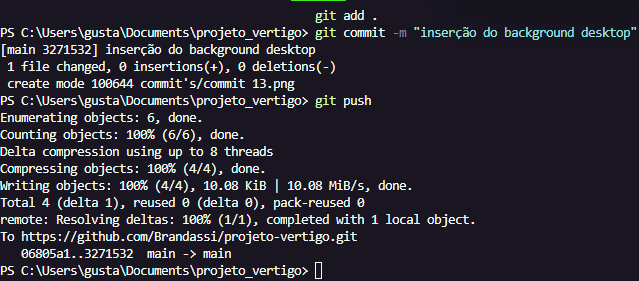 git add .
PS C:\Users\gusta\Documents\projeto_vertigo> git commit -m "inserção do background desktop"
[main 3271532] inserção do background desktop
 1 file changed, 0 insertions(+), 0 deletions(-)
 create mode 100644 commit's/commit 13.png
PS C:\Users\gusta\Documents\projeto_vertigo> git push
Enumerating objects: 6, done.
Counting objects: 100% (6/6), done.
Delta compression using up to 8 threads
Compressing objects: 100% (4/4), done.
Writing objects: 100% (4/4), 10.08 KiB | 10.08 MiB/s, done.
Total 4 (delta 1), reused 0 (delta 0), pack-reused 0
remote: Resolving deltas: 100% (1/1), completed with 1 local object.
To https://github.com/Brandassi/projeto-vertigo.git
   06805a1..3271532  main -> main
PS C:\Users\gusta\Documents\projeto_vertigo>